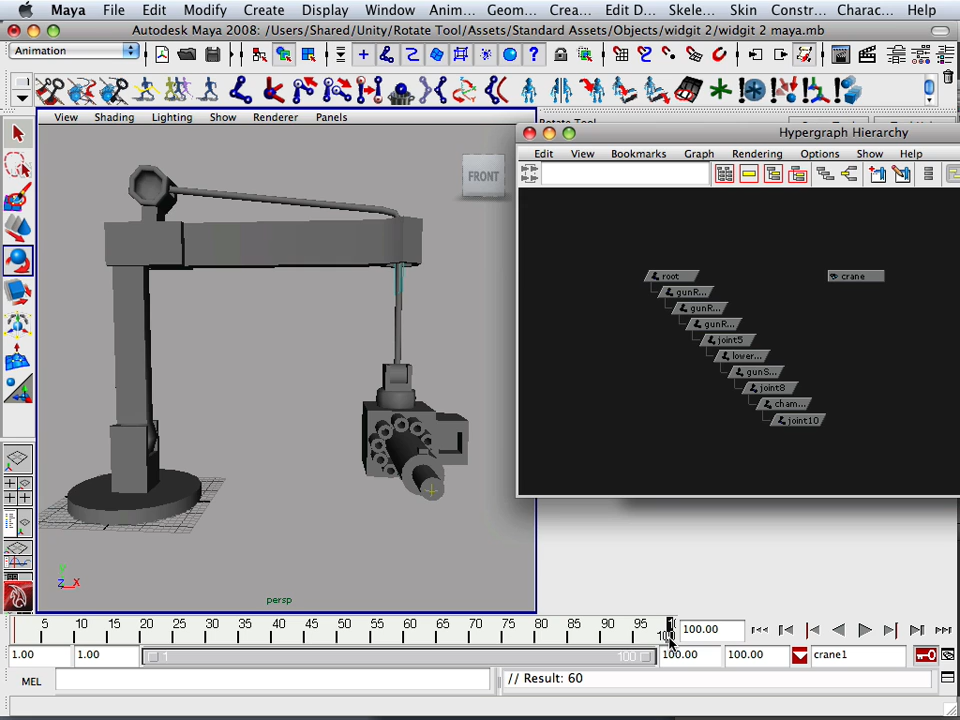 Maya File Edit Modify Create Display Window Anim... Geom... Crea... Edit D... Skele... Skin Constr... Charac... Help
Autodesk Maya 2008: /Users/Shared/Unity/Rotate Tool/Assets/Standard Assets/Objects/widgit 2/widgit 2 maya.mb
Animation
View Shading Lighting Show Renderer Panels
Hypergraph Hierarchy
Edit View Bookmarks Graph Rendering Options Show Help
FRONT
root
crane
gunR...
gunR...
gunR...
joint5
lower...
gunS...
joint8
cham...
joint10
Y
Z X
persp
5 10 15 20 25 30 35 40 45 50 55 60 65 70 75 80 85 90 95
100.00
1.00 1.00 1 100 100.00 100.00 crane1
MEL // Result: 60